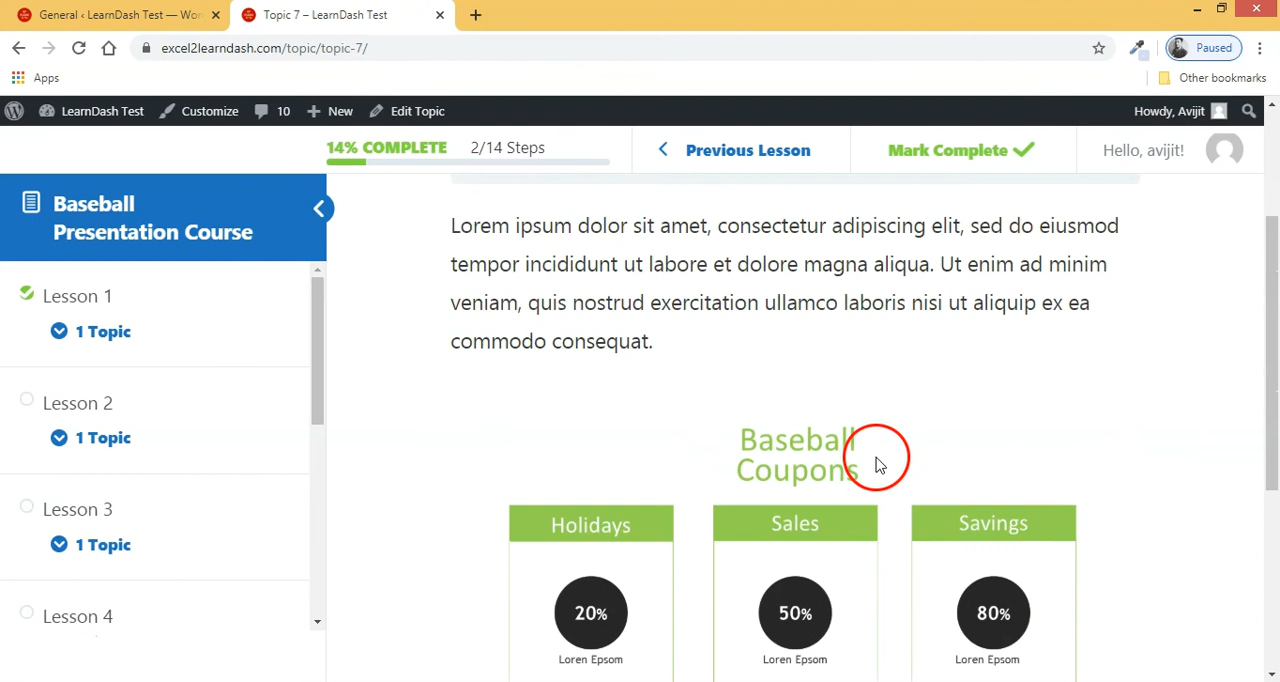 General ‹ LearnDash Test — Wor
Topic 7 – LearnDash Test
excel2learndash.com/topic/topic-7/
Paused
Apps
Other bookmarks
LearnDash Test
Customize
10
New
Edit Topic
Howdy, Avijit
14% COMPLETE
2/14 Steps
Previous Lesson
Mark Complete
Hello, avijit!
Baseball
Presentation Course
Lesson 1
1 Topic
Lesson 2
1 Topic
Lesson 3
1 Topic
Lesson 4
Lorem ipsum dolor sit amet, consectetur adipiscing elit, sed do eiusmod
tempor incididunt ut labore et dolore magna aliqua. Ut enim ad minim
veniam, quis nostrud exercitation ullamco laboris nisi ut aliquip ex ea
commodo consequat.
Baseball
Coupons
Holidays
Sales
Savings
20%
50%
80%
Loren Epsom
Loren Epsom
Loren Epsom